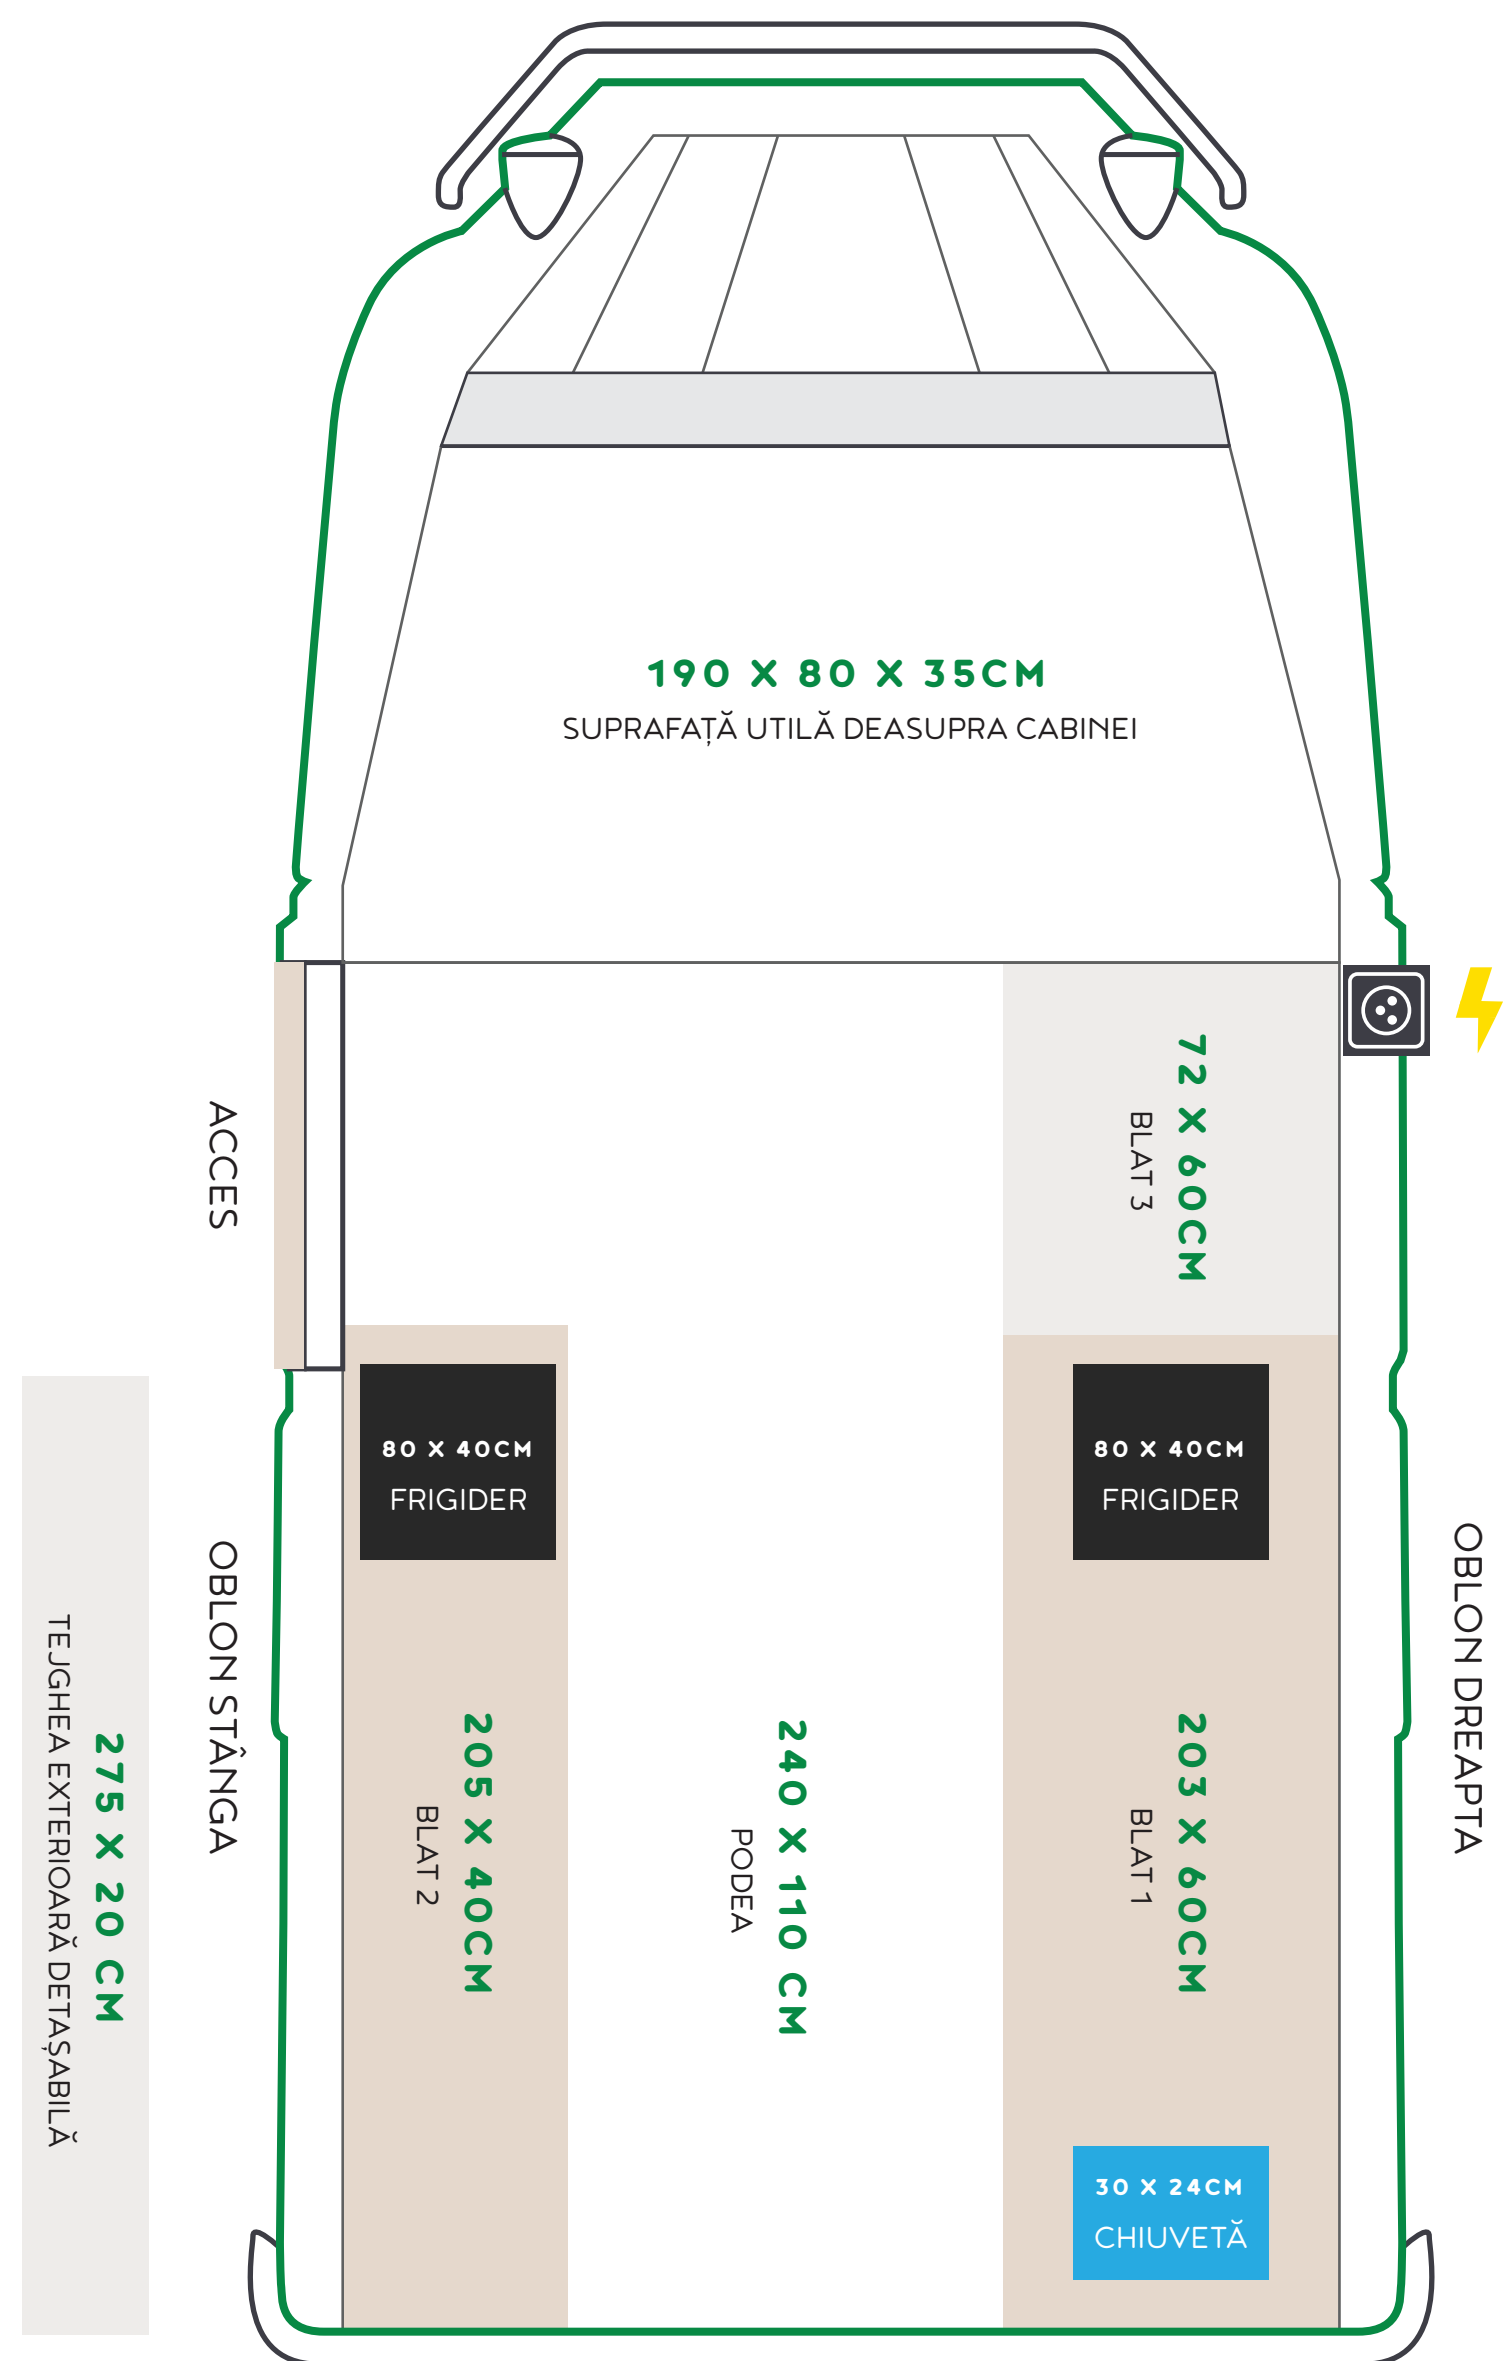 190 X 80 X 35CM
SUPRAFAȚĂ UTILĂ DEASUPRA CABINEI
72 X 60CM
BLAT 3
ACCES
80 X 40CM
FRIGIDER
80 X 40CM
FRIGIDER
OBLON STÂNGA
OBLON DREAPTA
275 X 20 CM
TEJGHEA EXTERIOARĂ DETAȘABILĂ
205 X 40CM
BLAT 2
240 X 110 CM
PODEA
203 X 60CM
BLAT 1
30 X 24CM
CHIUVETĂ